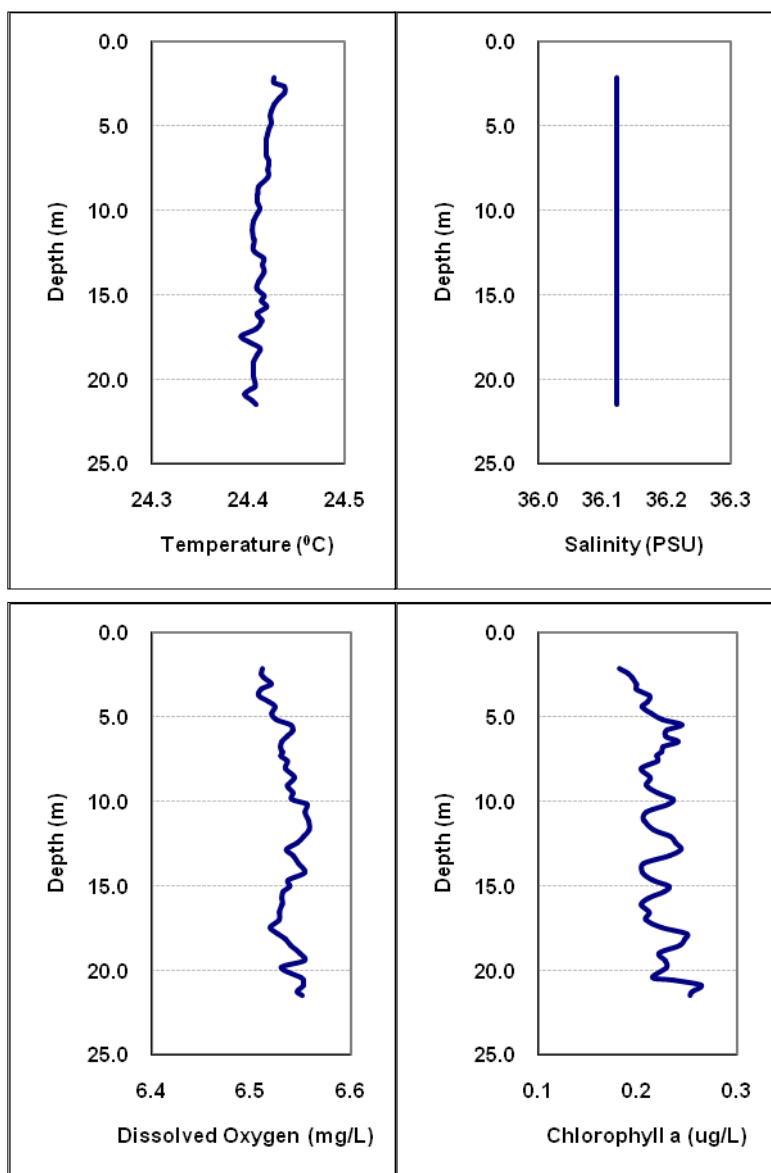 0.0
5.0
10.0
15.0
20.0
25.0
Depth (m)
24.3 24.4 24.5
Temperature (⁰C)
0.0
5.0
10.0
15.0
20.0
25.0
Depth (m)
36.0 36.1 36.2 36.3
Salinity (PSU)
0.0
5.0
10.0
15.0
20.0
25.0
Depth (m)
6.4 6.5 6.6
Dissolved Oxygen (mg/L)
0.0
5.0
10.0
15.0
20.0
25.0
Depth (m)
0.1 0.2 0.3
Chlorophyll a (ug/L)